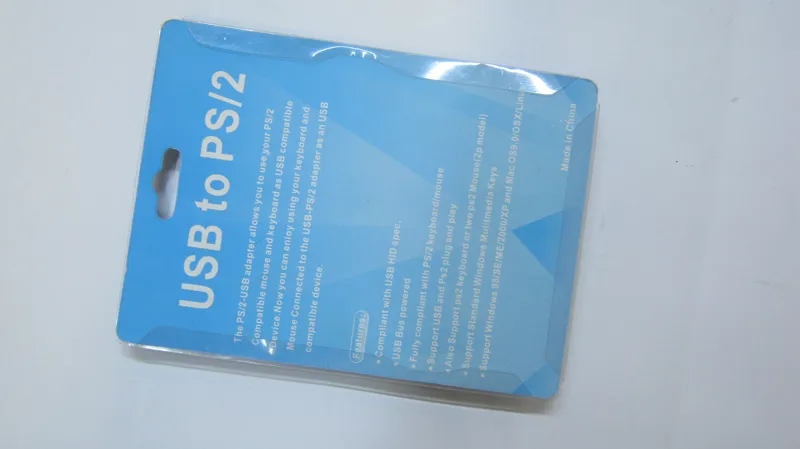 USB to PS/2
The PS/2-USB adapter allows you to use your PS/2
Compatible mouse and keyboard as USB compatible
Device.Now you can enjoy using your keyboard and
Mouse Connected to the USB-PS/2 adapter as an USB
compatible device.
Features:
• Compliant with USB HID spec.
• USB Bus powered
• Fully compliant with PS/2 keyboard/mouse
• Support USB and Ps2 plug and play
• Also Support ps2 keyboard or two ps2 Mouse(2p model)
• Support Standard Windows Multimedia Keys
• Support Windows 98/SE/ME/2000/XP and Mac OS9.0/OSX/Linux
Made in China